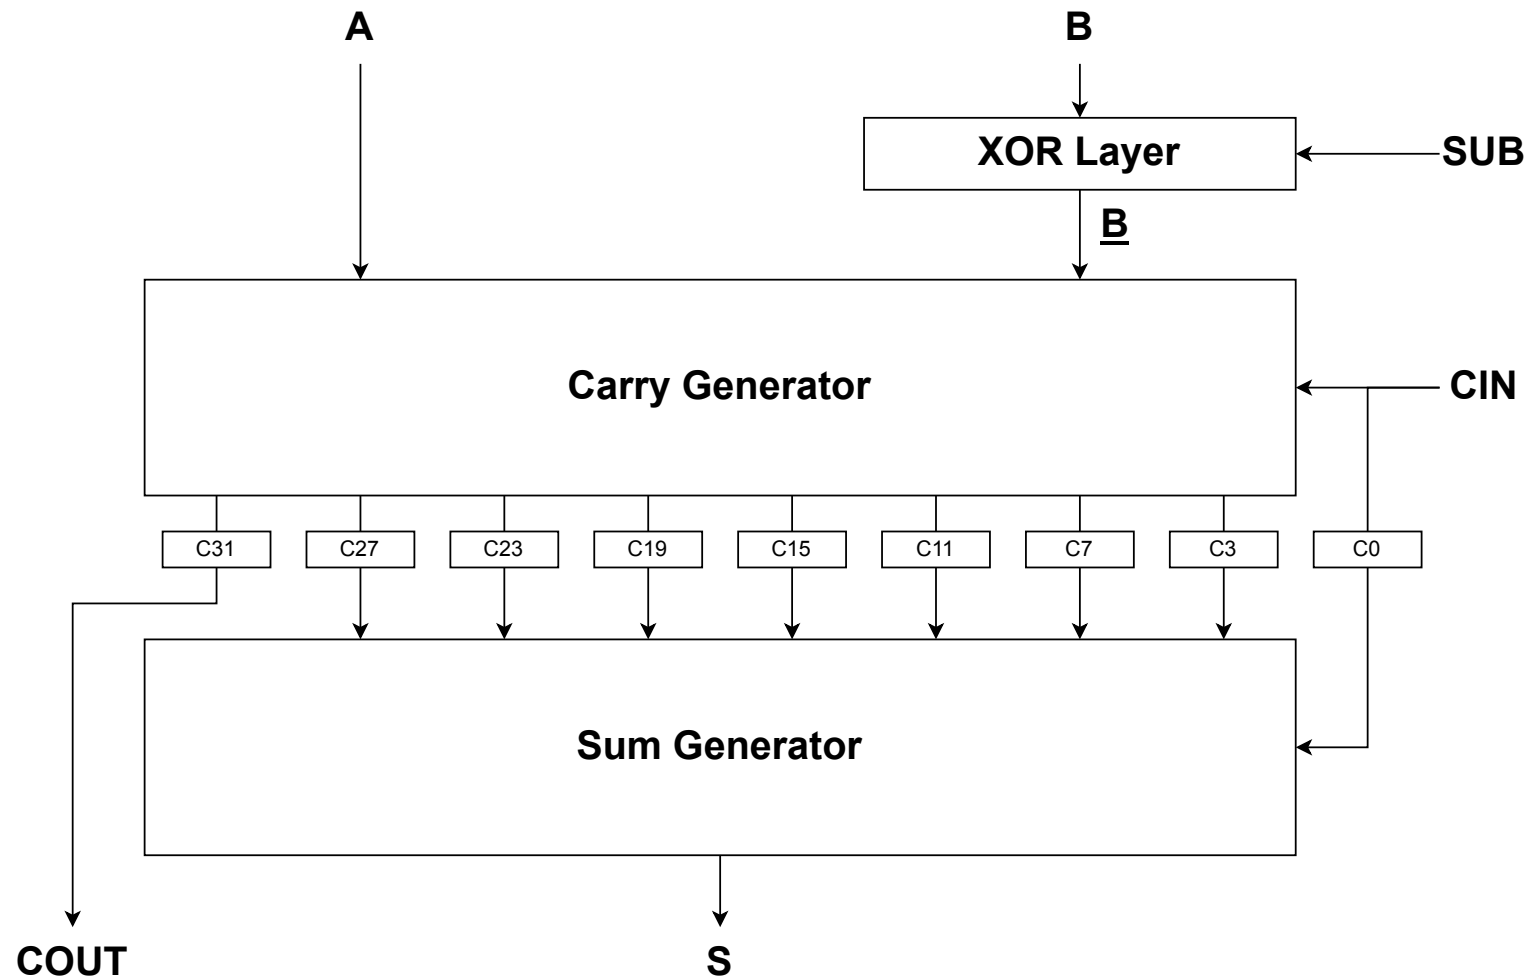 A
B
XOR Layer
SUB
B
Carry Generator
CIN
C31
C27
C23
C19
C15
C11
C7
C3
C0
Sum Generator
COUT
S